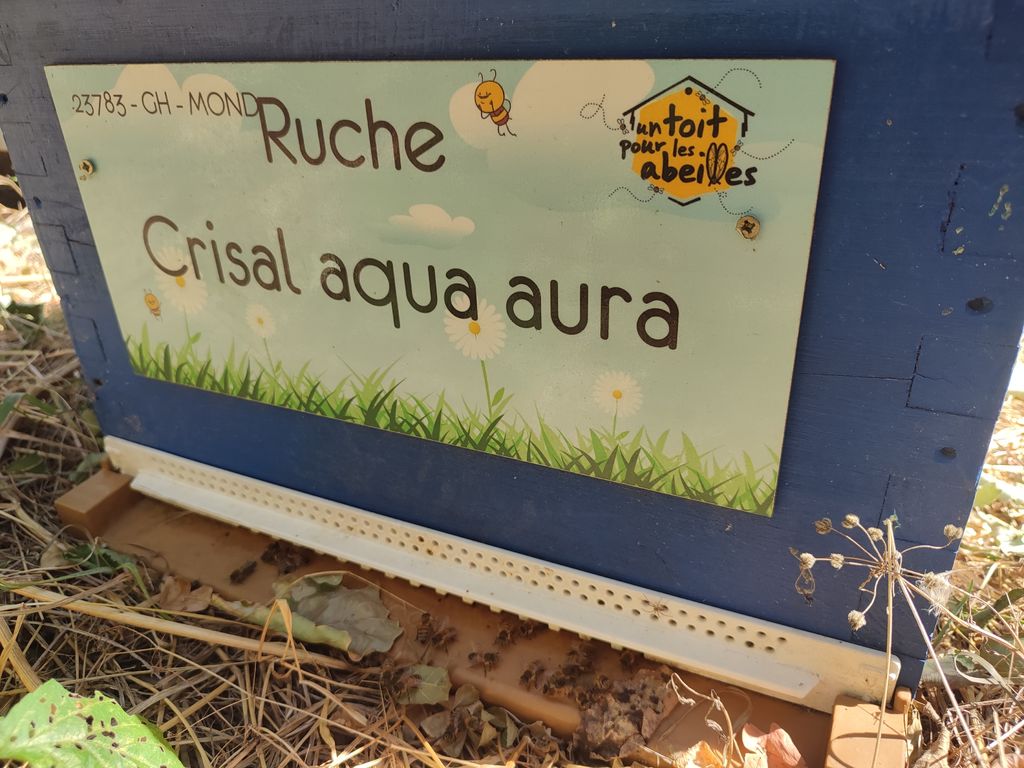 23783 - GH - MOND
Ruche
un toit
pour les
abeilles
Crisal aqua aura